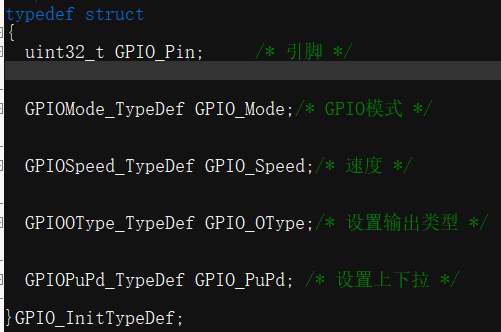 typedef struct
{
uint32_t GPIO_Pin; /* 引脚 */
GPIOMode_TypeDef GPIO_Mode;/* GPIO模式 */
GPIOSpeed_TypeDef GPIO_Speed;/* 速度 */
GPIOOType_TypeDef GPIO_OType;/* 设置输出类型 */
GPIOPuPd_TypeDef GPIO_PuPd; /* 设置上下拉 */
}GPIO_InitTypeDef;